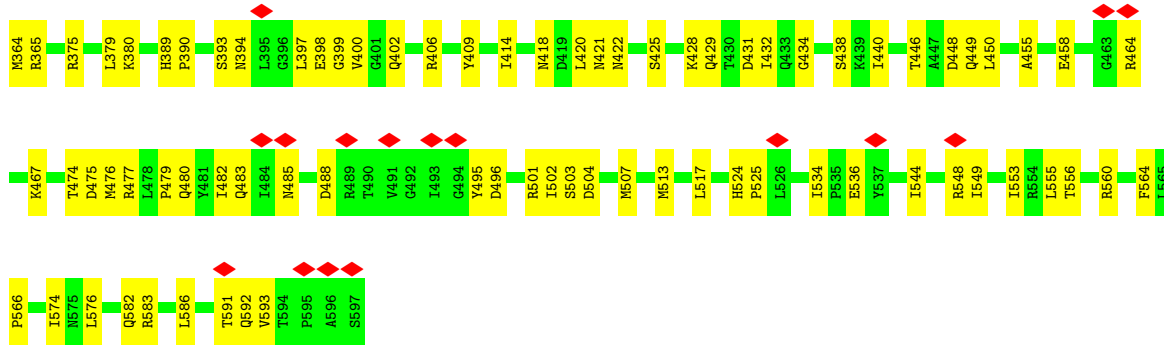 M364 R365 R375 L379 K380 H389 P390 S393 N394 L395 G396 L397 E398 G399 V400 G401 Q402 R406 Y409 I414 N418 D419 L420 N421 N422 S425 K428 Q429 T430 D431 I432 Q433 G434 S438 K439 I440 T446 A447 D448 Q449 L450 A455 E458 G463 R464
K467 T474 D475 M476 R477 L478 P479 Q480 Y481 I482 Q483 I484 N485 D488 R489 T490 V491 G492 I493 G494 Y495 D496 R501 I502 S503 D504 M507 M513 L517 H524 P525 L526 I534 P535 E536 Y537 I544 R548 I549 I553 R554 L555 T556 R560 F564 L565
P566 I574 N575 L576 Q582 R583 L586 T591 Q592 V593 T594 P595 A596 S597